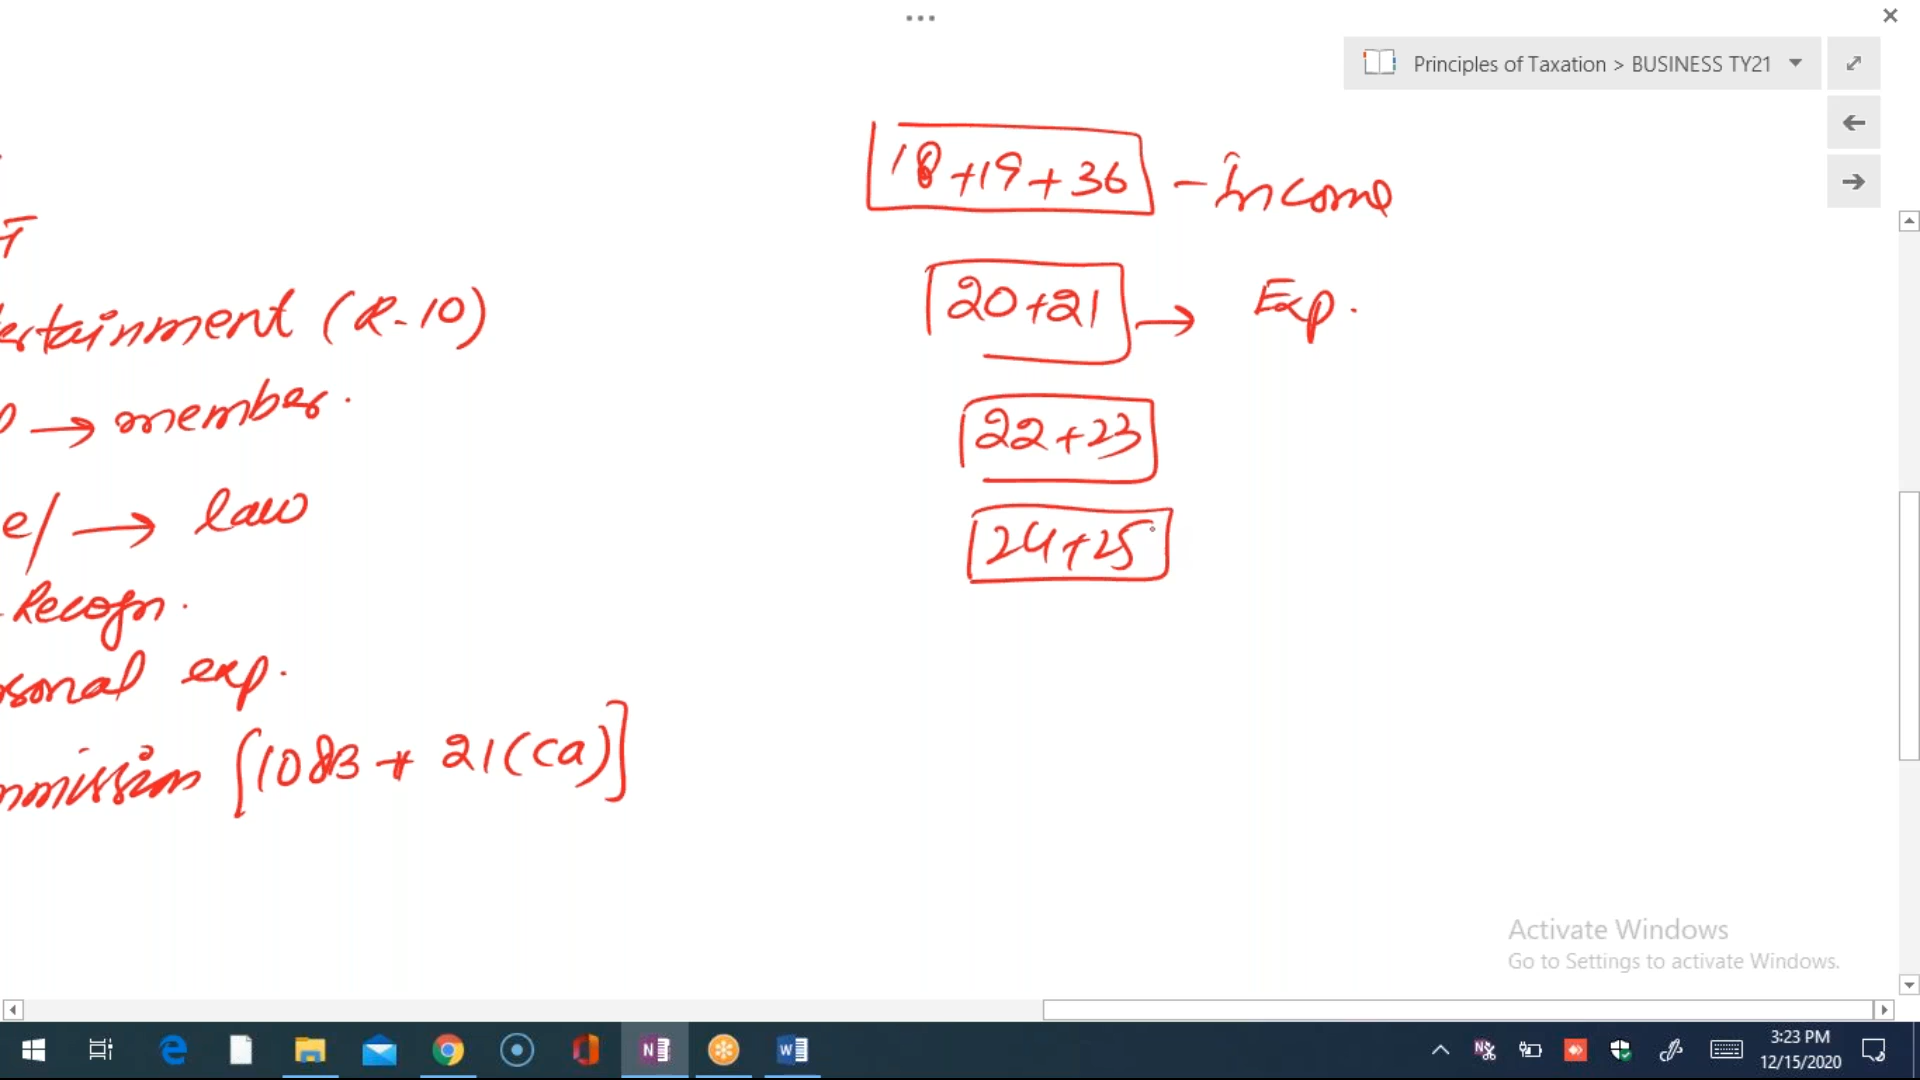 Principles of Taxation > BUSINESS TY21
18+19+36 - Income
20+21 → Exp.
22+23
24+25
T
ertainment (R-10)
→ member.
e/ → law
Recogn.
sonal exp.
mmission [108B + 21(ca)]
Activate Windows
Go to Settings to activate Windows.
3:23 PM
12/15/2020